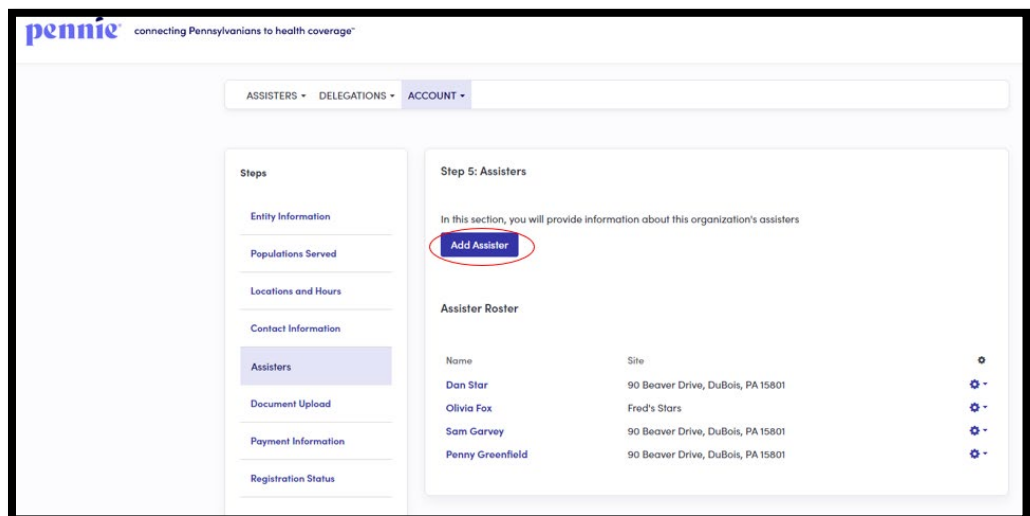 pennie® connecting Pennsylvanians to health coverage™
ASSISTERS DELEGATIONS ACCOUNT
Steps
Entity Information
Populations Served
Locations and Hours
Contact Information
Assisters
Document Upload
Payment Information
Registration Status
Step 5: Assisters
In this section, you will provide information about this organization's assisters
Add Assister
Assister Roster
Name Site
Dan Star 90 Beaver Drive, DuBois, PA 15801
Olivia Fox Fred's Stars
Sam Garvey 90 Beaver Drive, DuBois, PA 15801
Penny Greenfield 90 Beaver Drive, DuBois, PA 15801